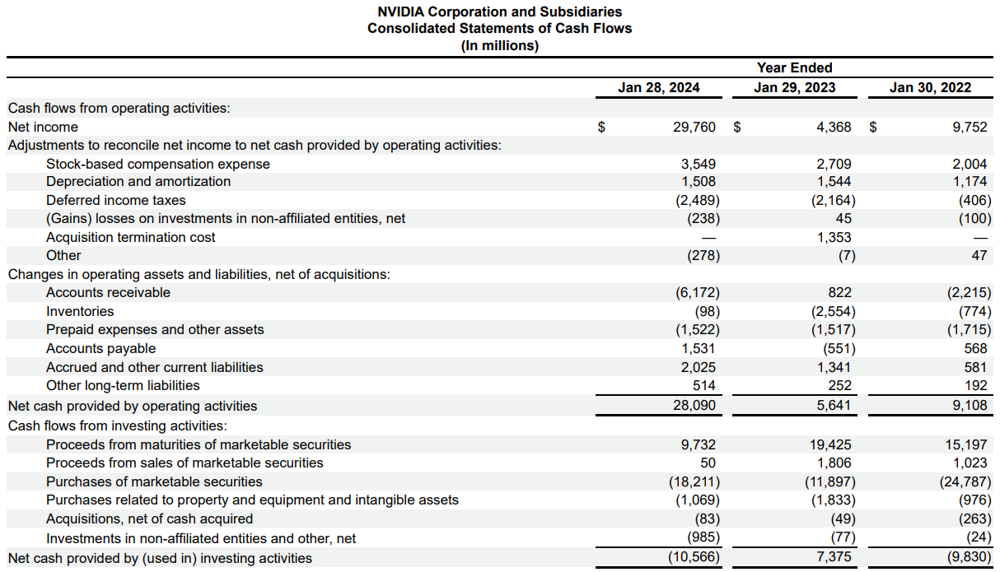 NVIDIA Corporation and Subsidiaries
Consolidated Statements of Cash Flows
(In millions)
Year Ended
Jan 28, 2024 Jan 29, 2023 Jan 30, 2022
Cash flows from operating activities:
Net income $ 29,760 $ 4,368 $ 9,752
Adjustments to reconcile net income to net cash provided by operating activities:
Stock-based compensation expense 3,549 2,709 2,004
Depreciation and amortization 1,508 1,544 1,174
Deferred income taxes (2,489) (2,164) (406)
(Gains) losses on investments in non-affiliated entities, net (238) 45 (100)
Acquisition termination cost — 1,353 —
Other (278) (7) 47
Changes in operating assets and liabilities, net of acquisitions:
Accounts receivable (6,172) 822 (2,215)
Inventories (98) (2,554) (774)
Prepaid expenses and other assets (1,522) (1,517) (1,715)
Accounts payable 1,531 (551) 568
Accrued and other current liabilities 2,025 1,341 581
Other long-term liabilities 514 252 192
Net cash provided by operating activities 28,090 5,641 9,108
Cash flows from investing activities:
Proceeds from maturities of marketable securities 9,732 19,425 15,197
Proceeds from sales of marketable securities 50 1,806 1,023
Purchases of marketable securities (18,211) (11,897) (24,787)
Purchases related to property and equipment and intangible assets (1,069) (1,833) (976)
Acquisitions, net of cash acquired (83) (49) (263)
Investments in non-affiliated entities and other, net (985) (77) (24)
Net cash provided by (used in) investing activities (10,566) 7,375 (9,830)